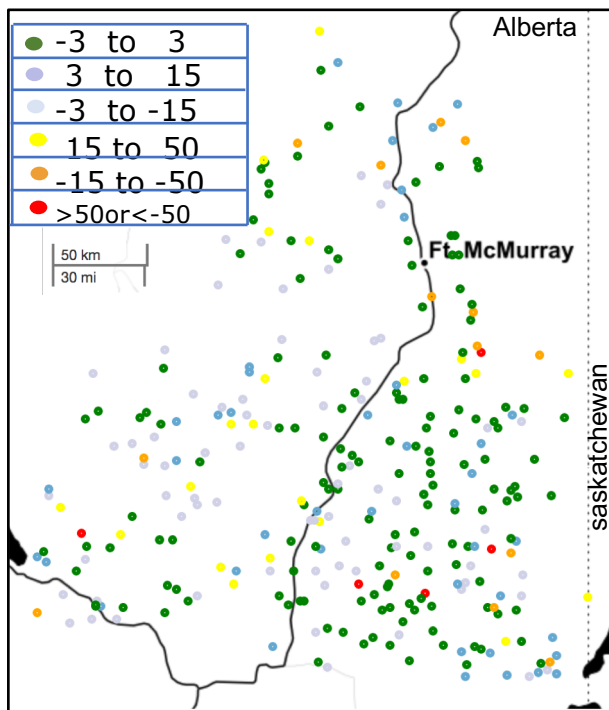 Alberta
-3 to 3
3 to 15
-3 to -15
15 to 50
-15 to -50
>50or<-50
50 km
30 mi
Ft. McMurray
saskatchewan